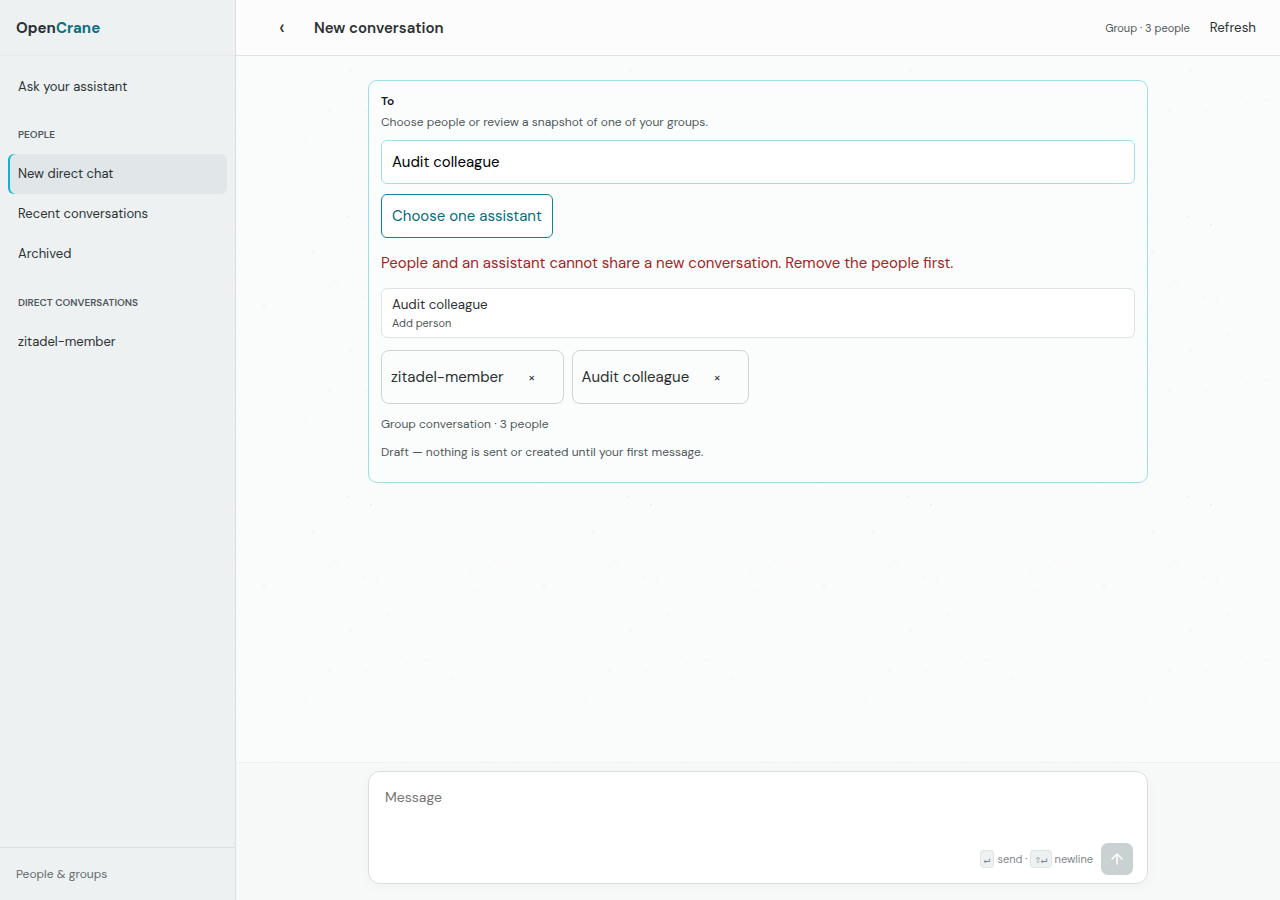 OpenCrane
‹ New conversation
Group · 3 people
Refresh
Ask your assistant
PEOPLE
New direct chat
Recent conversations
Archived
DIRECT CONVERSATIONS
zitadel-member
People & groups
To
Choose people or review a snapshot of one of your groups.
Audit colleague
Choose one assistant
People and an assistant cannot share a new conversation. Remove the people first.
Audit colleague
Add person
zitadel-member ×
Audit colleague ×
Group conversation · 3 people
Draft — nothing is sent or created until your first message.
Message
↵ send · ⇧↵ newline